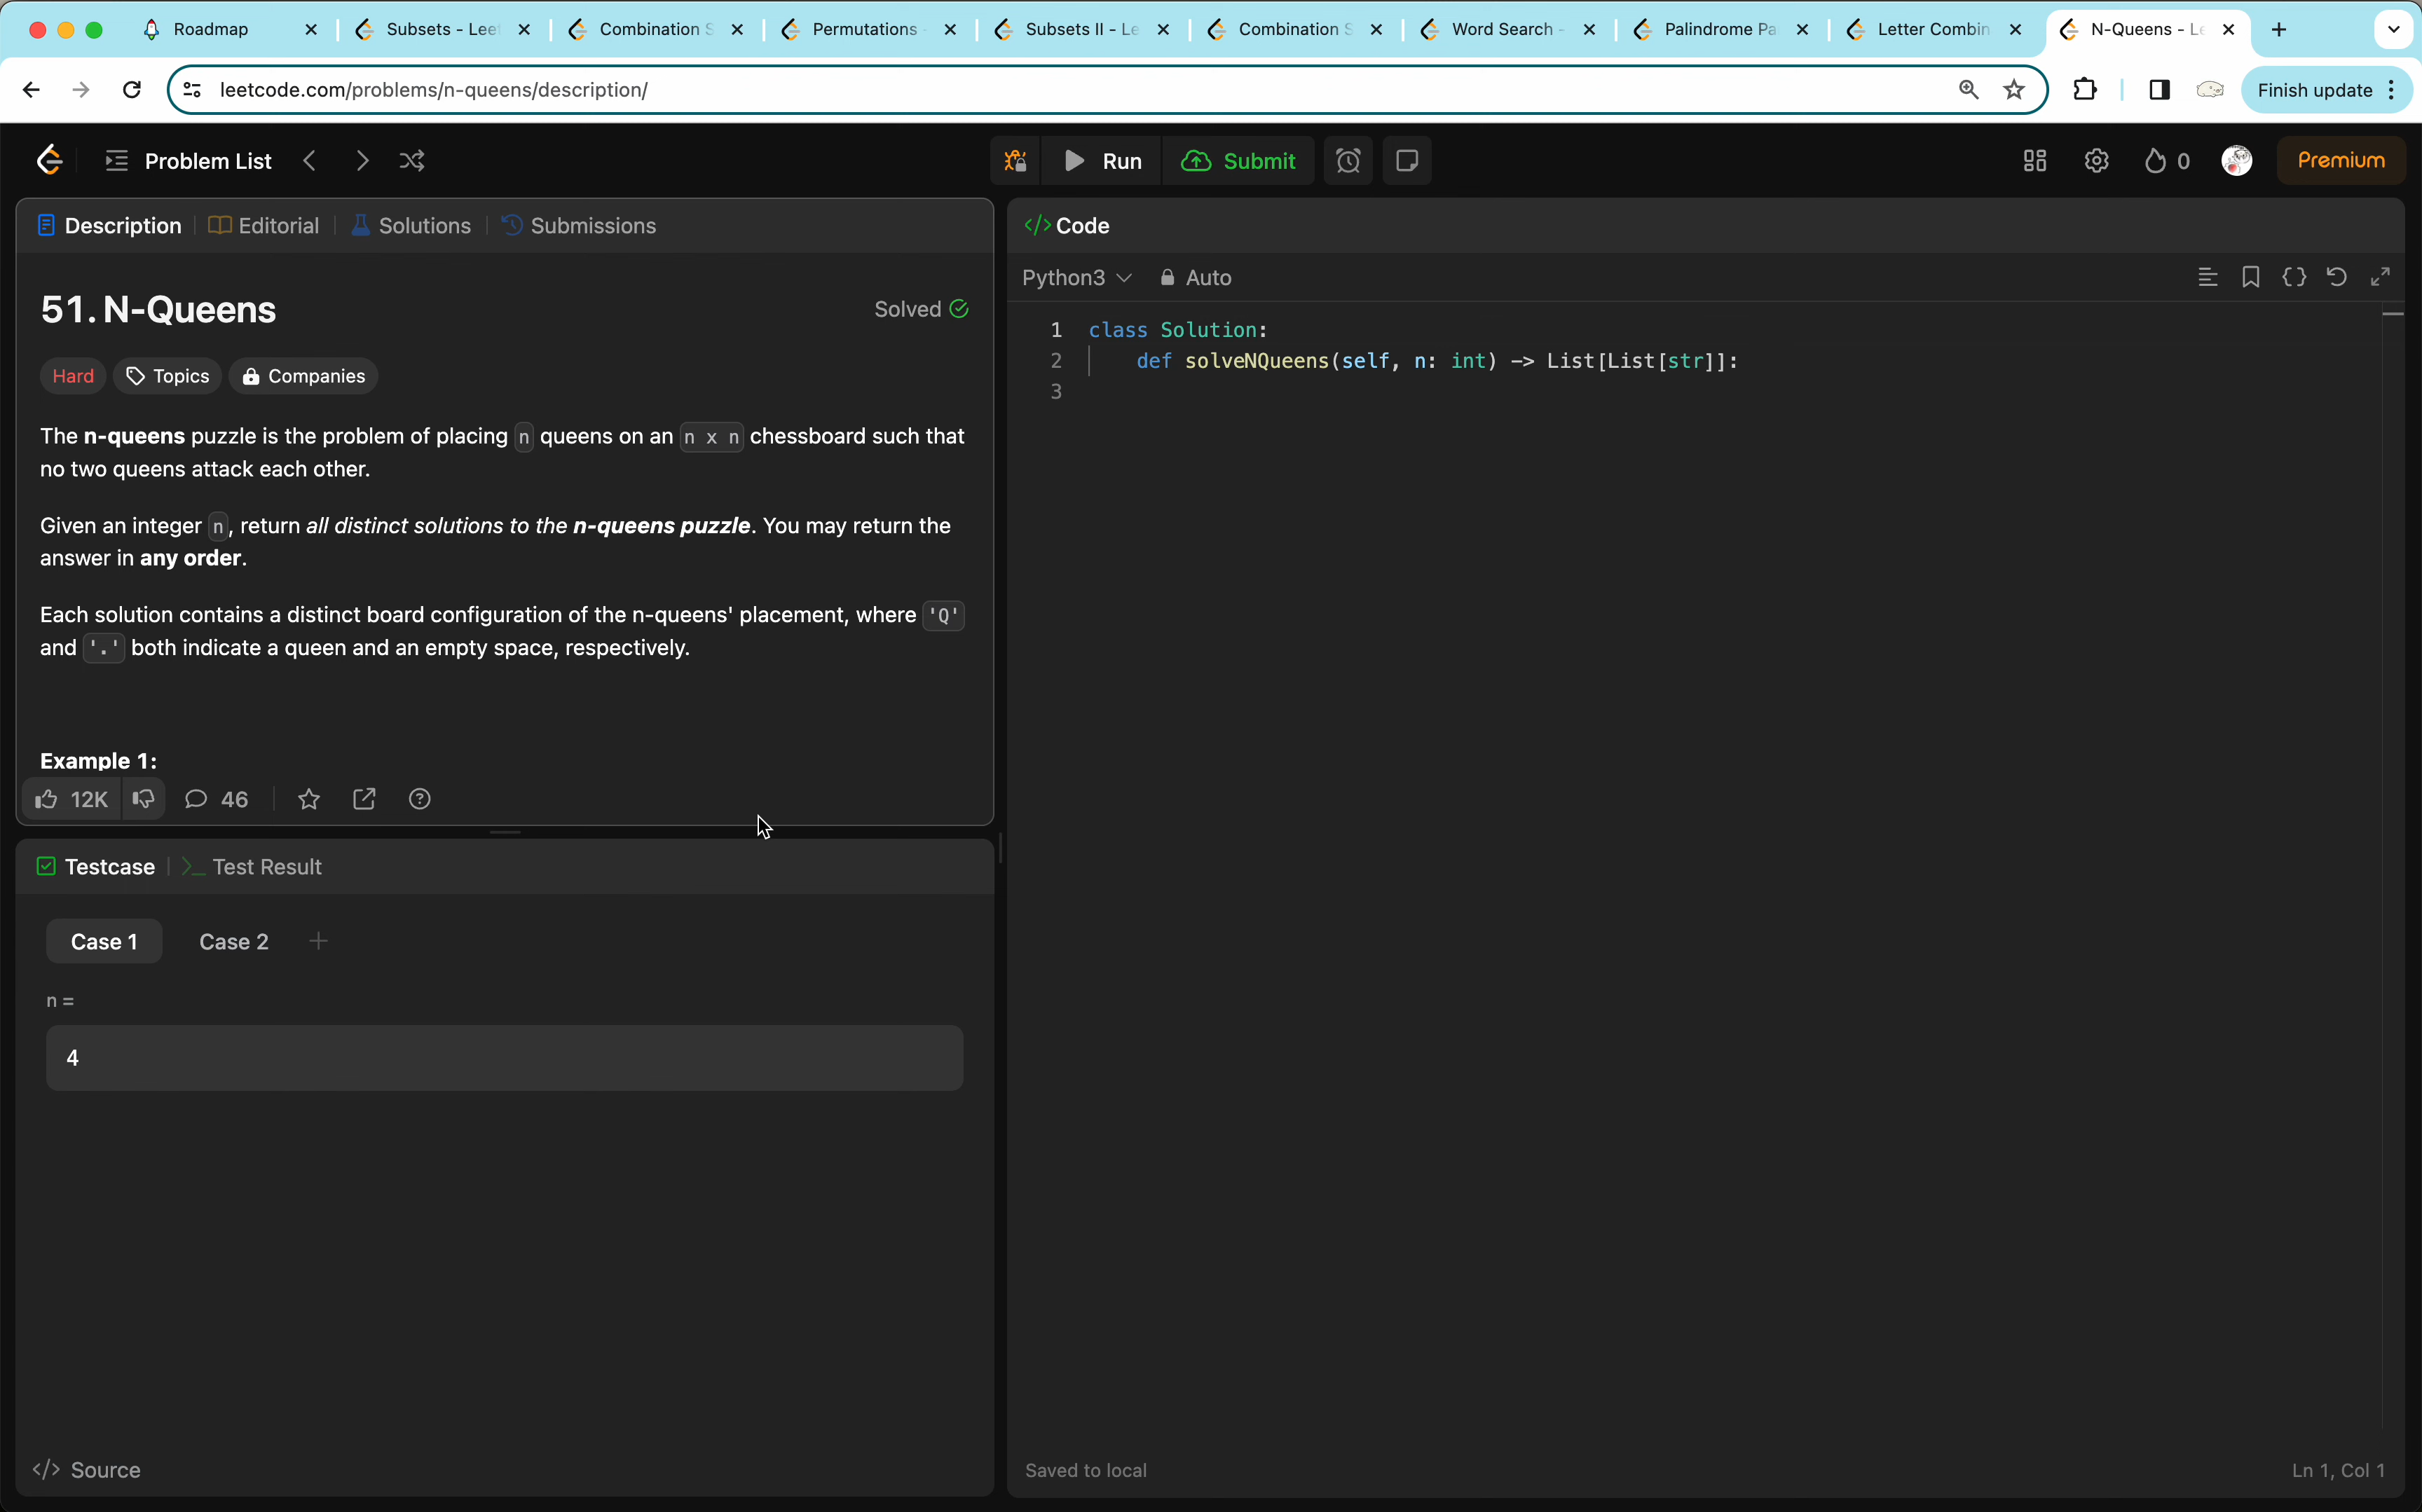 Roadmap
Subsets - Lee
Combination S
Permutations -
Subsets II - Le
Combination S
Word Search -
Palindrome Pa
Letter Combin
N-Queens - Le
leetcode.com/problems/n-queens/description/
Finish update
Problem List
Run
Submit
0
Premium
Description
Editorial
Solutions
Submissions
51. N-Queens
Solved
Hard
Topics
Companies
The n-queens puzzle is the problem of placing n queens on an n x n chessboard such that
no two queens attack each other.
Given an integer n, return all distinct solutions to the n-queens puzzle. You may return the
answer in any order.
Each solution contains a distinct board configuration of the n-queens' placement, where 'Q'
and '.' both indicate a queen and an empty space, respectively.
Example 1:
12K
46
Testcase
>_ Test Result
Case 1
Case 2
n =
4
</> Source
</> Code
Python3
Auto
1 class Solution:
2 def solveNQueens(self, n: int) -> List[List[str]]:
3
Saved to local
Ln 1, Col 1